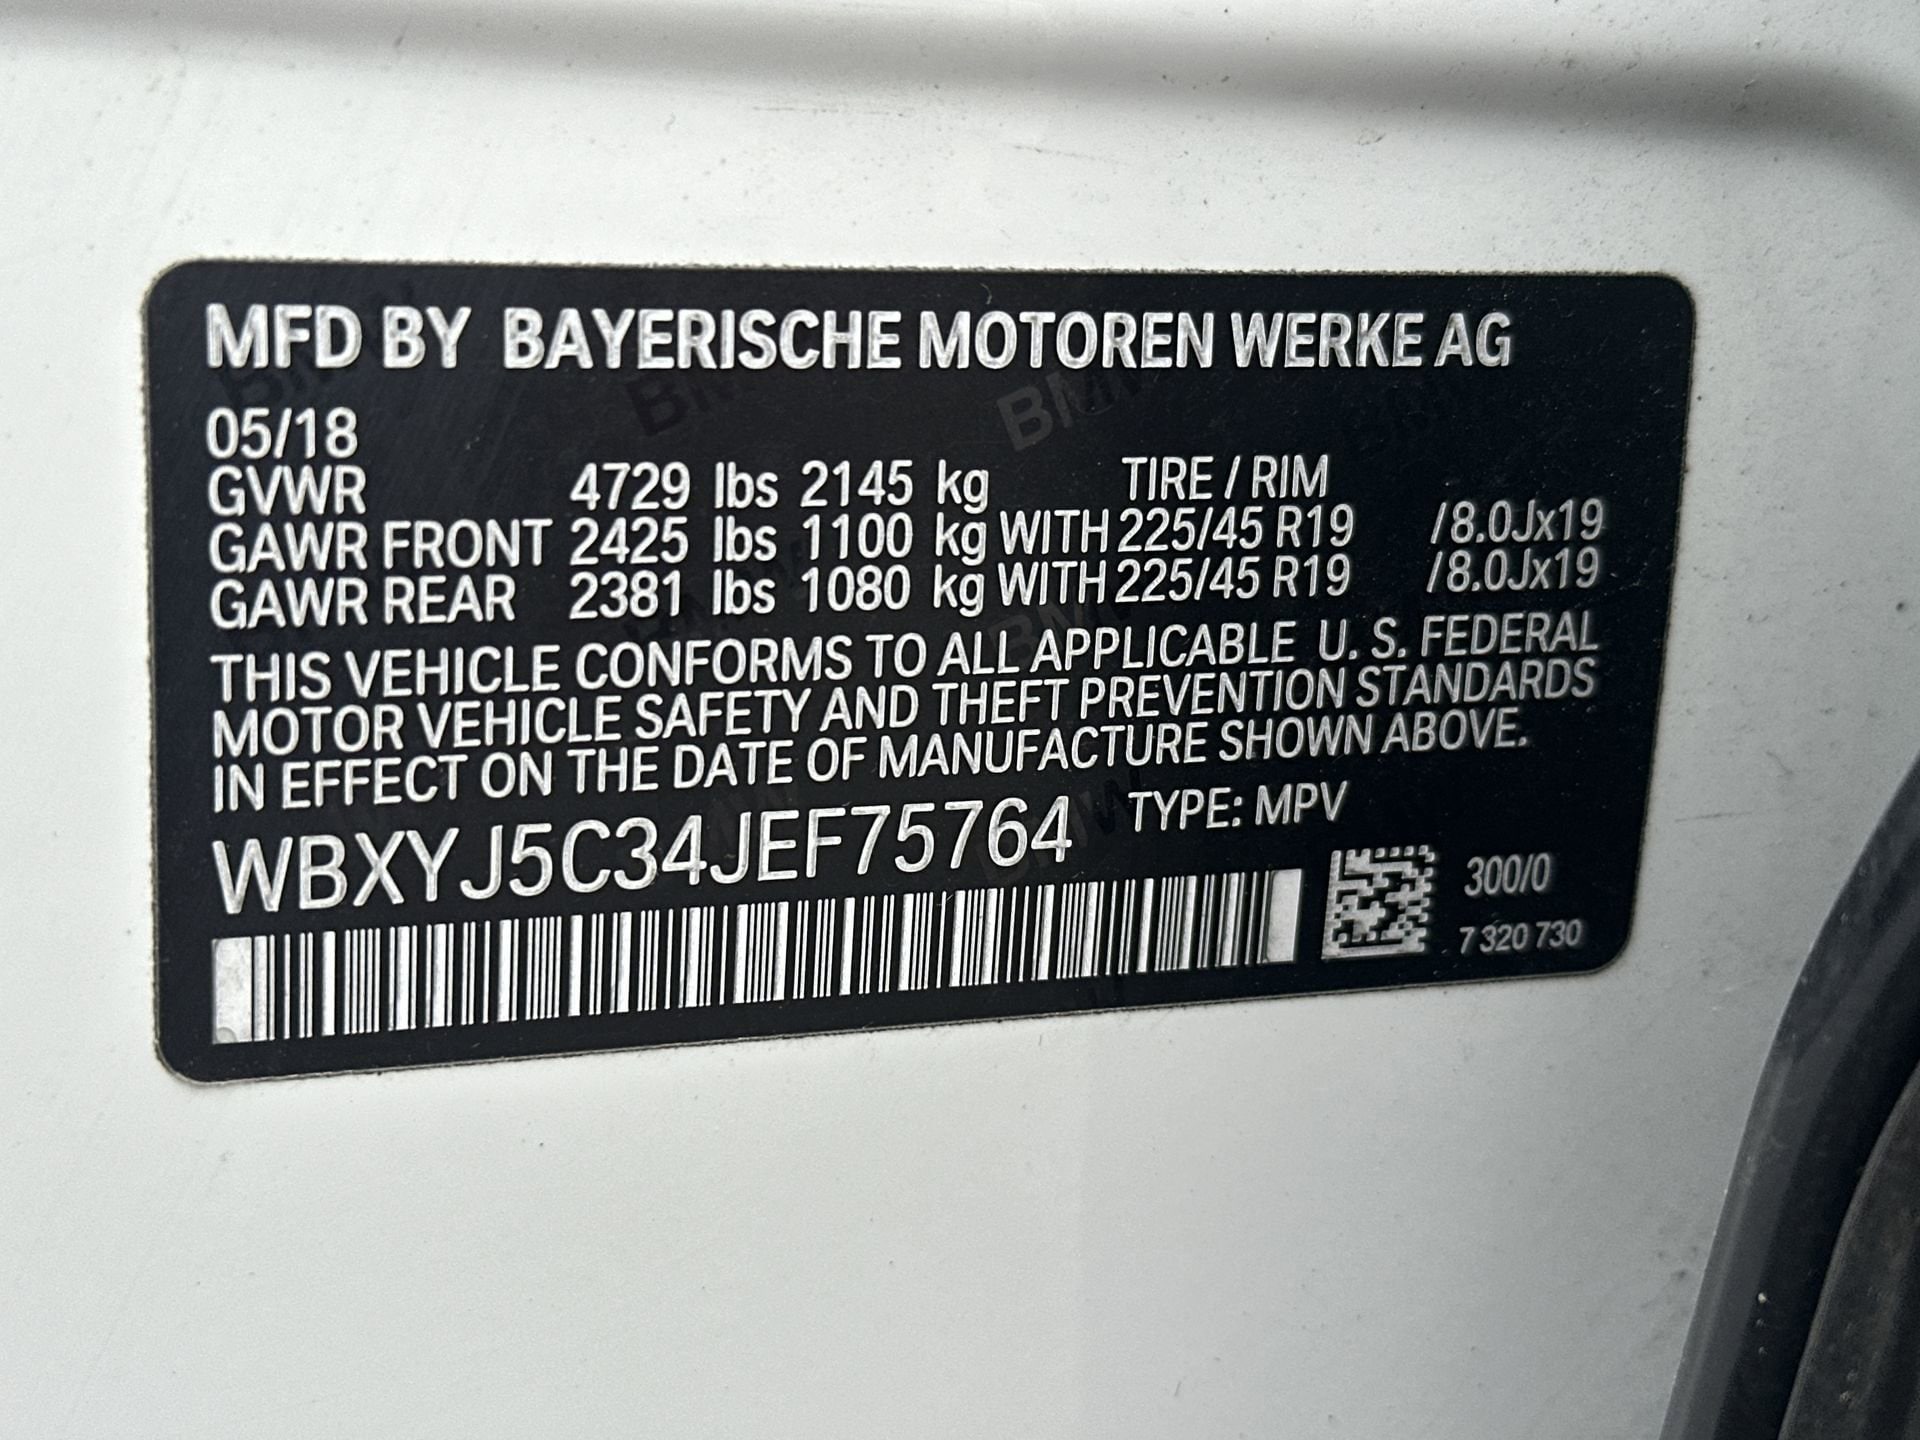 MFD BY BAYERISCHE MOTOREN WERKE AG
05/18
GVWR 4729 lbs 2145 kg TIRE / RIM
GAWR FRONT 2425 lbs 1100 kg WITH 225/45 R19 /8.0Jx19
GAWR REAR 2381 lbs 1080 kg WITH 225/45 R19 /8.0Jx19
THIS VEHICLE CONFORMS TO ALL APPLICABLE U. S. FEDERAL
MOTOR VEHICLE SAFETY AND THEFT PREVENTION STANDARDS
IN EFFECT ON THE DATE OF MANUFACTURE SHOWN ABOVE.
WBXYJ5C34JEF75764 TYPE: MPV
300/0
7 320 730